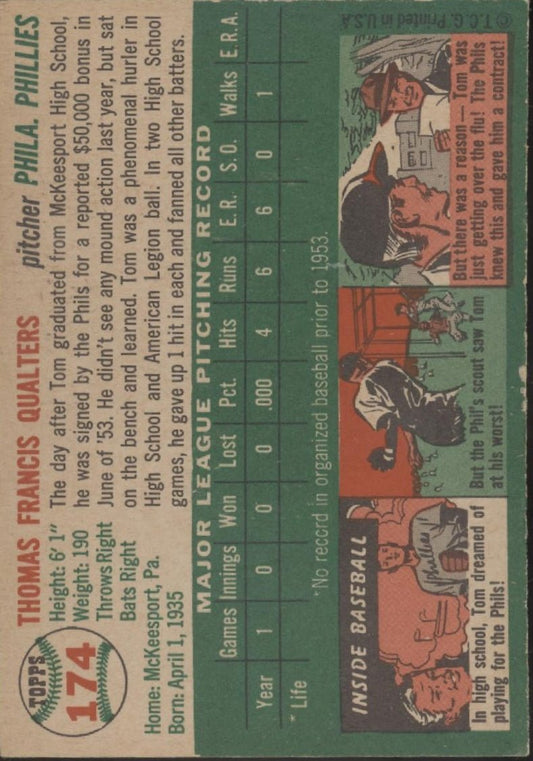 TOPPS
174
THOMAS FRANCIS QUALTERS pitcher PHILA. PHILLIES
Height: 6' 1"
Weight: 190
Throws Right
Bats Right
Home: McKeesport, Pa.
Born: April 1, 1935
The day after Tom graduated from McKeesport High School,
he was signed by the Phils for a reported $50,000 bonus in
June of '53. He didn't see any mound action last year, but sat
on the bench and learned. Tom was a phenomenal hurler in
High School and American Legion ball. In two High School
games, he gave up 1 hit in each and fanned all other batters.
MAJOR LEAGUE PITCHING RECORD
Games Innings Won Lost Pct. Hits Runs E.R. S.O. Walks E.R.A.
Year 1 0 0 0 .000 4 6 6 0 1
* Life
*No record in organized baseball prior to 1953.
INSIDE BASEBALL
Phillies
In high school, Tom dreamed of
playing for the Phils!
But the Phil's scout saw Tom
at his worst!
But there was a reason — Tom was
just getting over the flu! The Phils
knew this and gave him a contract!
© T.C.G. Printed in U.S.A